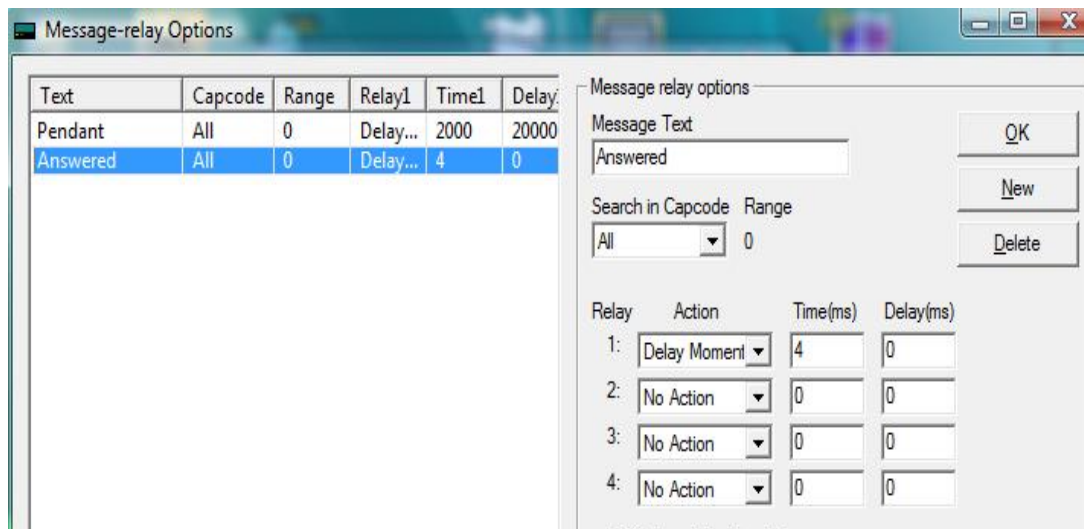 Message-relay Options
Text Capcode Range Relay1 Time1 Delay
Pendant All 0 Delay... 2000 20000
Answered All 0 Delay... 4 0
Message relay options
Message Text
Answered
Search in Capcode Range
All 0
OK
New
Delete
Relay Action Time(ms) Delay(ms)
1: Delay Moment 4 0
2: No Action 0 0
3: No Action 0 0
4: No Action 0 0